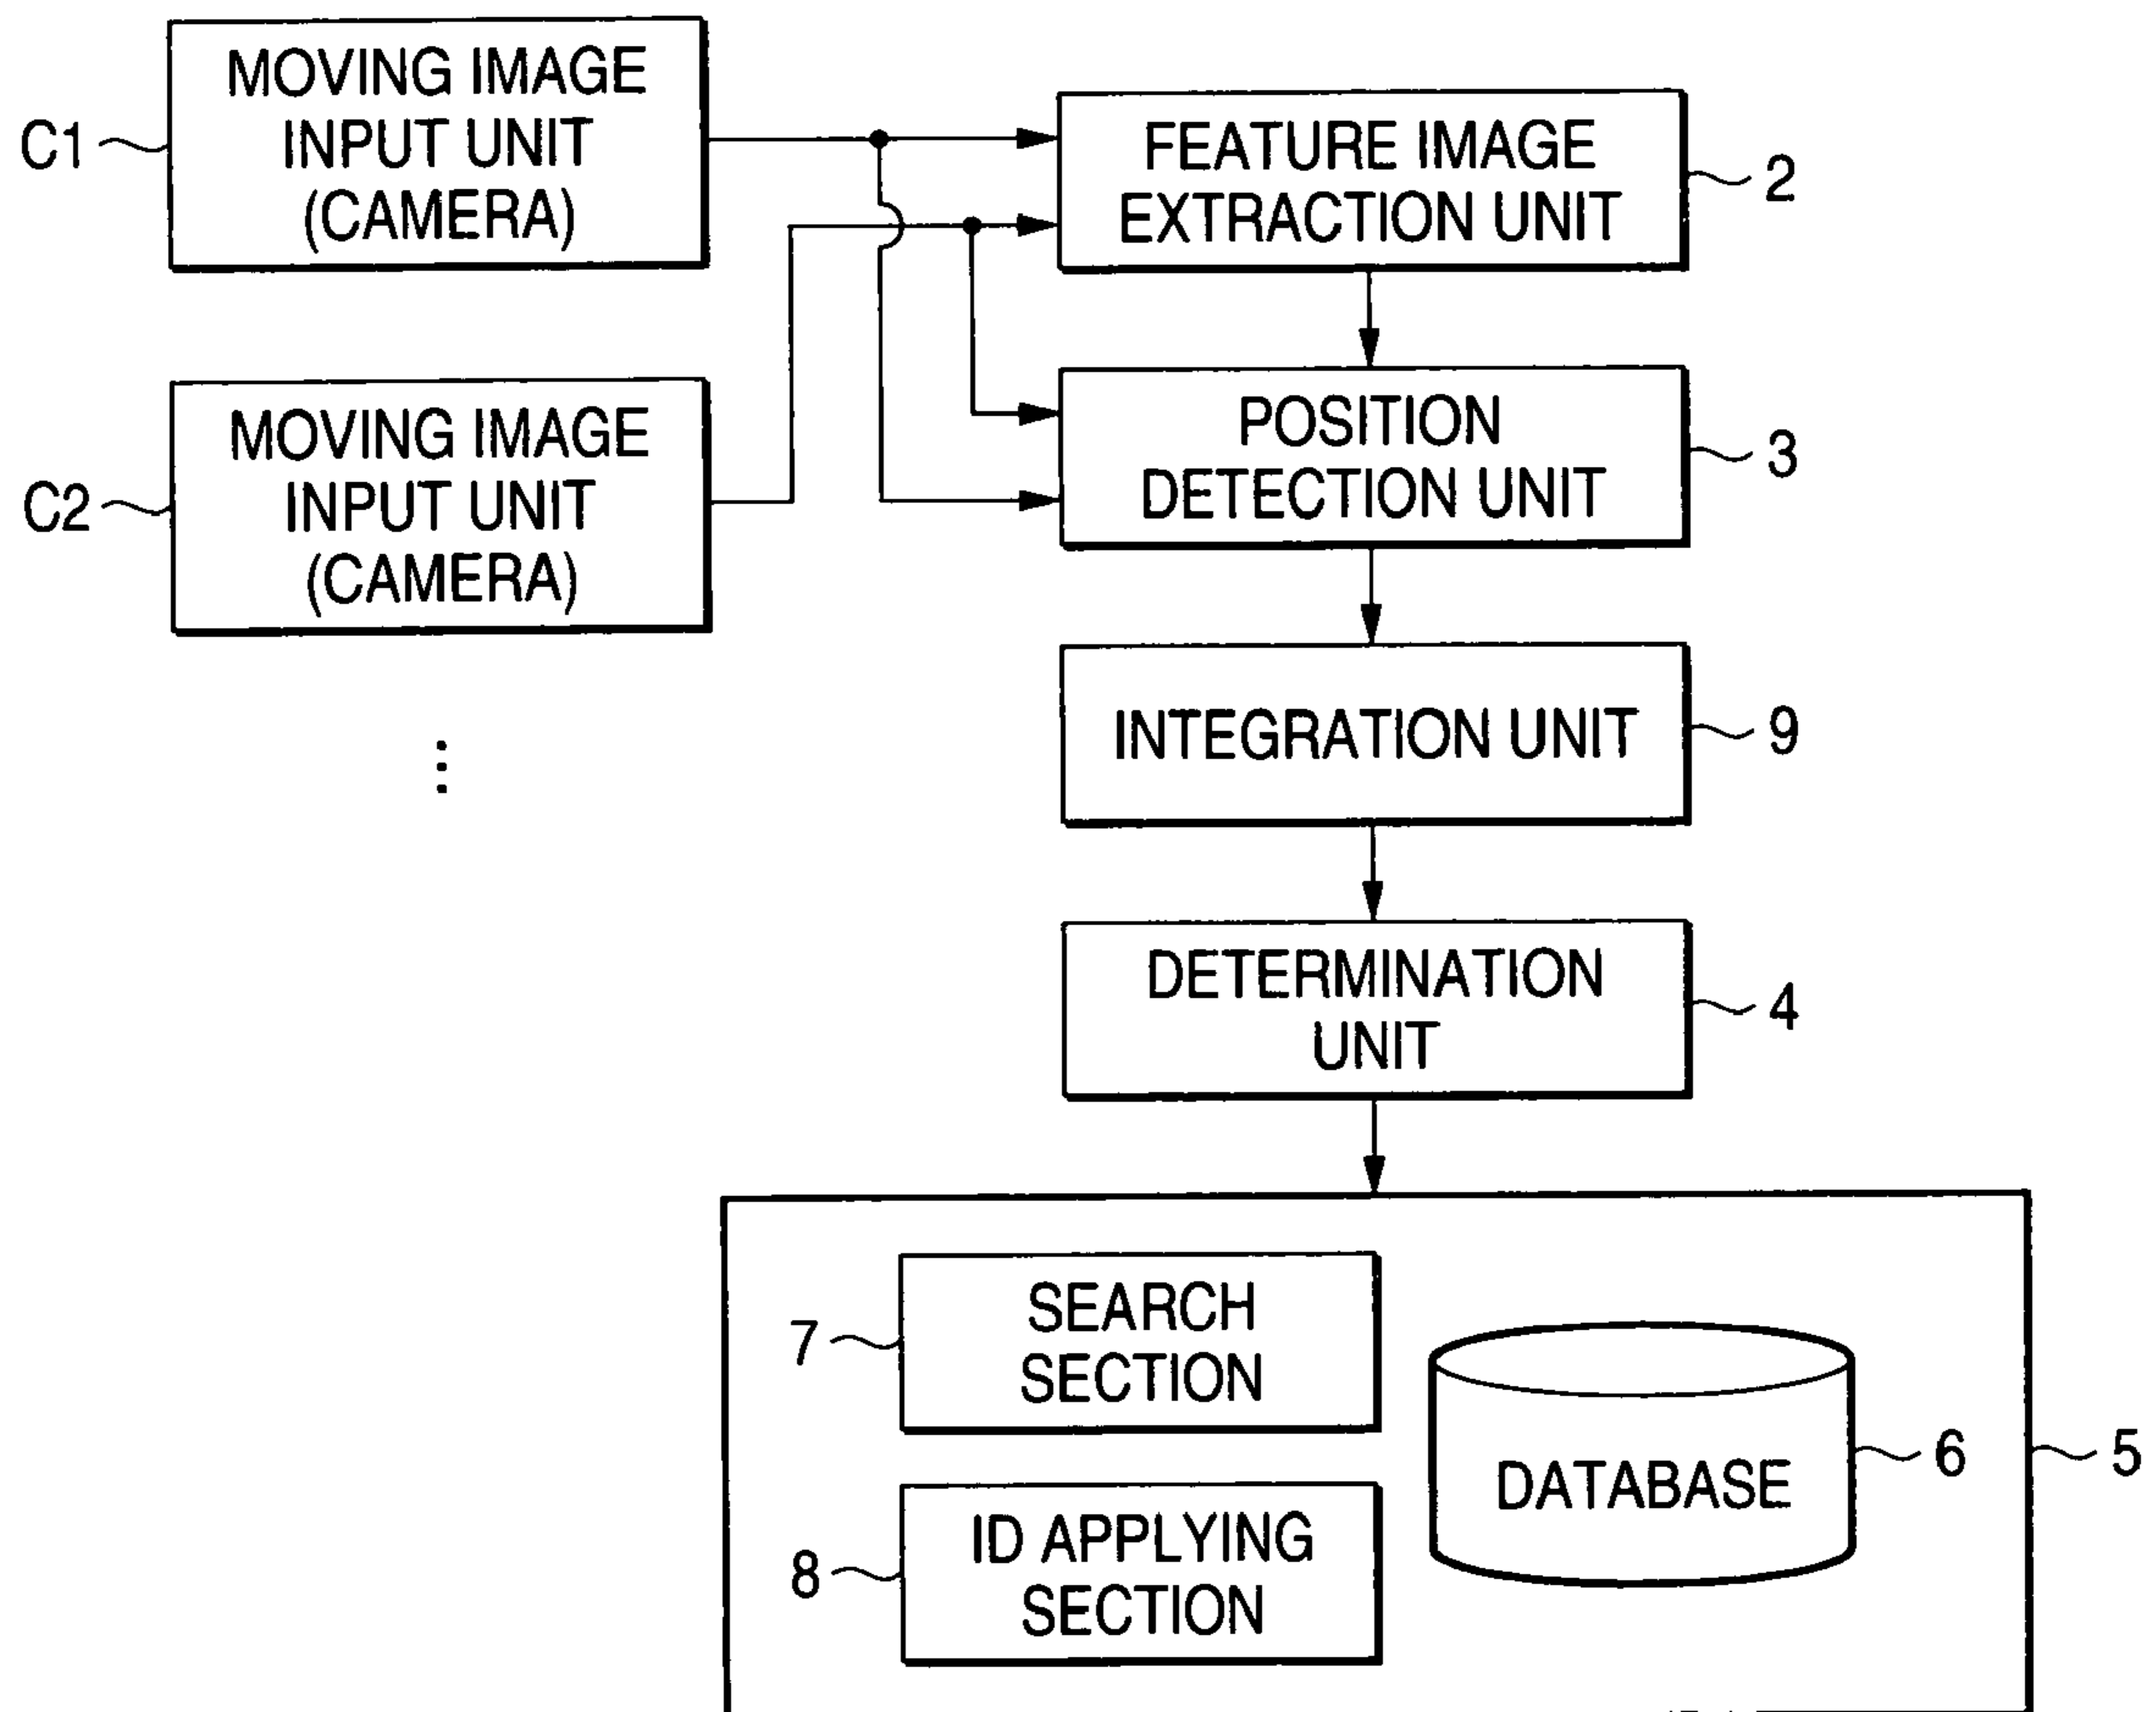 MOVING IMAGE
INPUT UNIT
(CAMERA)
C1
FEATURE IMAGE
EXTRACTION UNIT
2
MOVING IMAGE
INPUT UNIT
(CAMERA)
C2
POSITION
DETECTION UNIT
3
INTEGRATION UNIT
9
DETERMINATION
UNIT
4
SEARCH
SECTION
7
DATABASE
6
5
ID APPLYING
SECTION
8